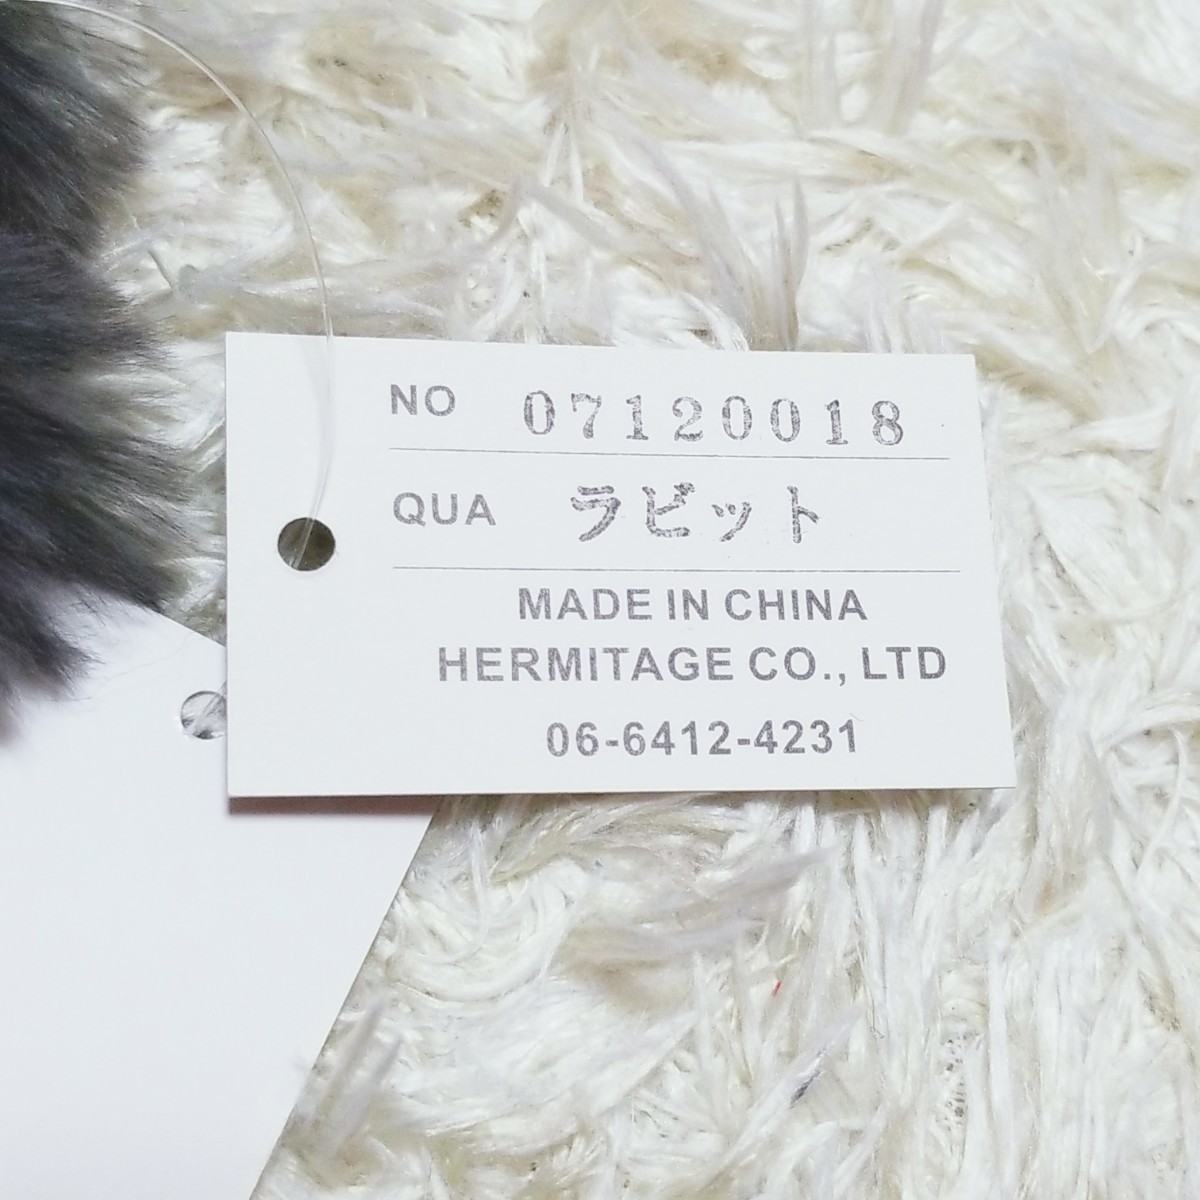 NO 07120018
QUA ラビット
MADE IN CHINA
HERMITAGE CO., LTD
06-6412-4231